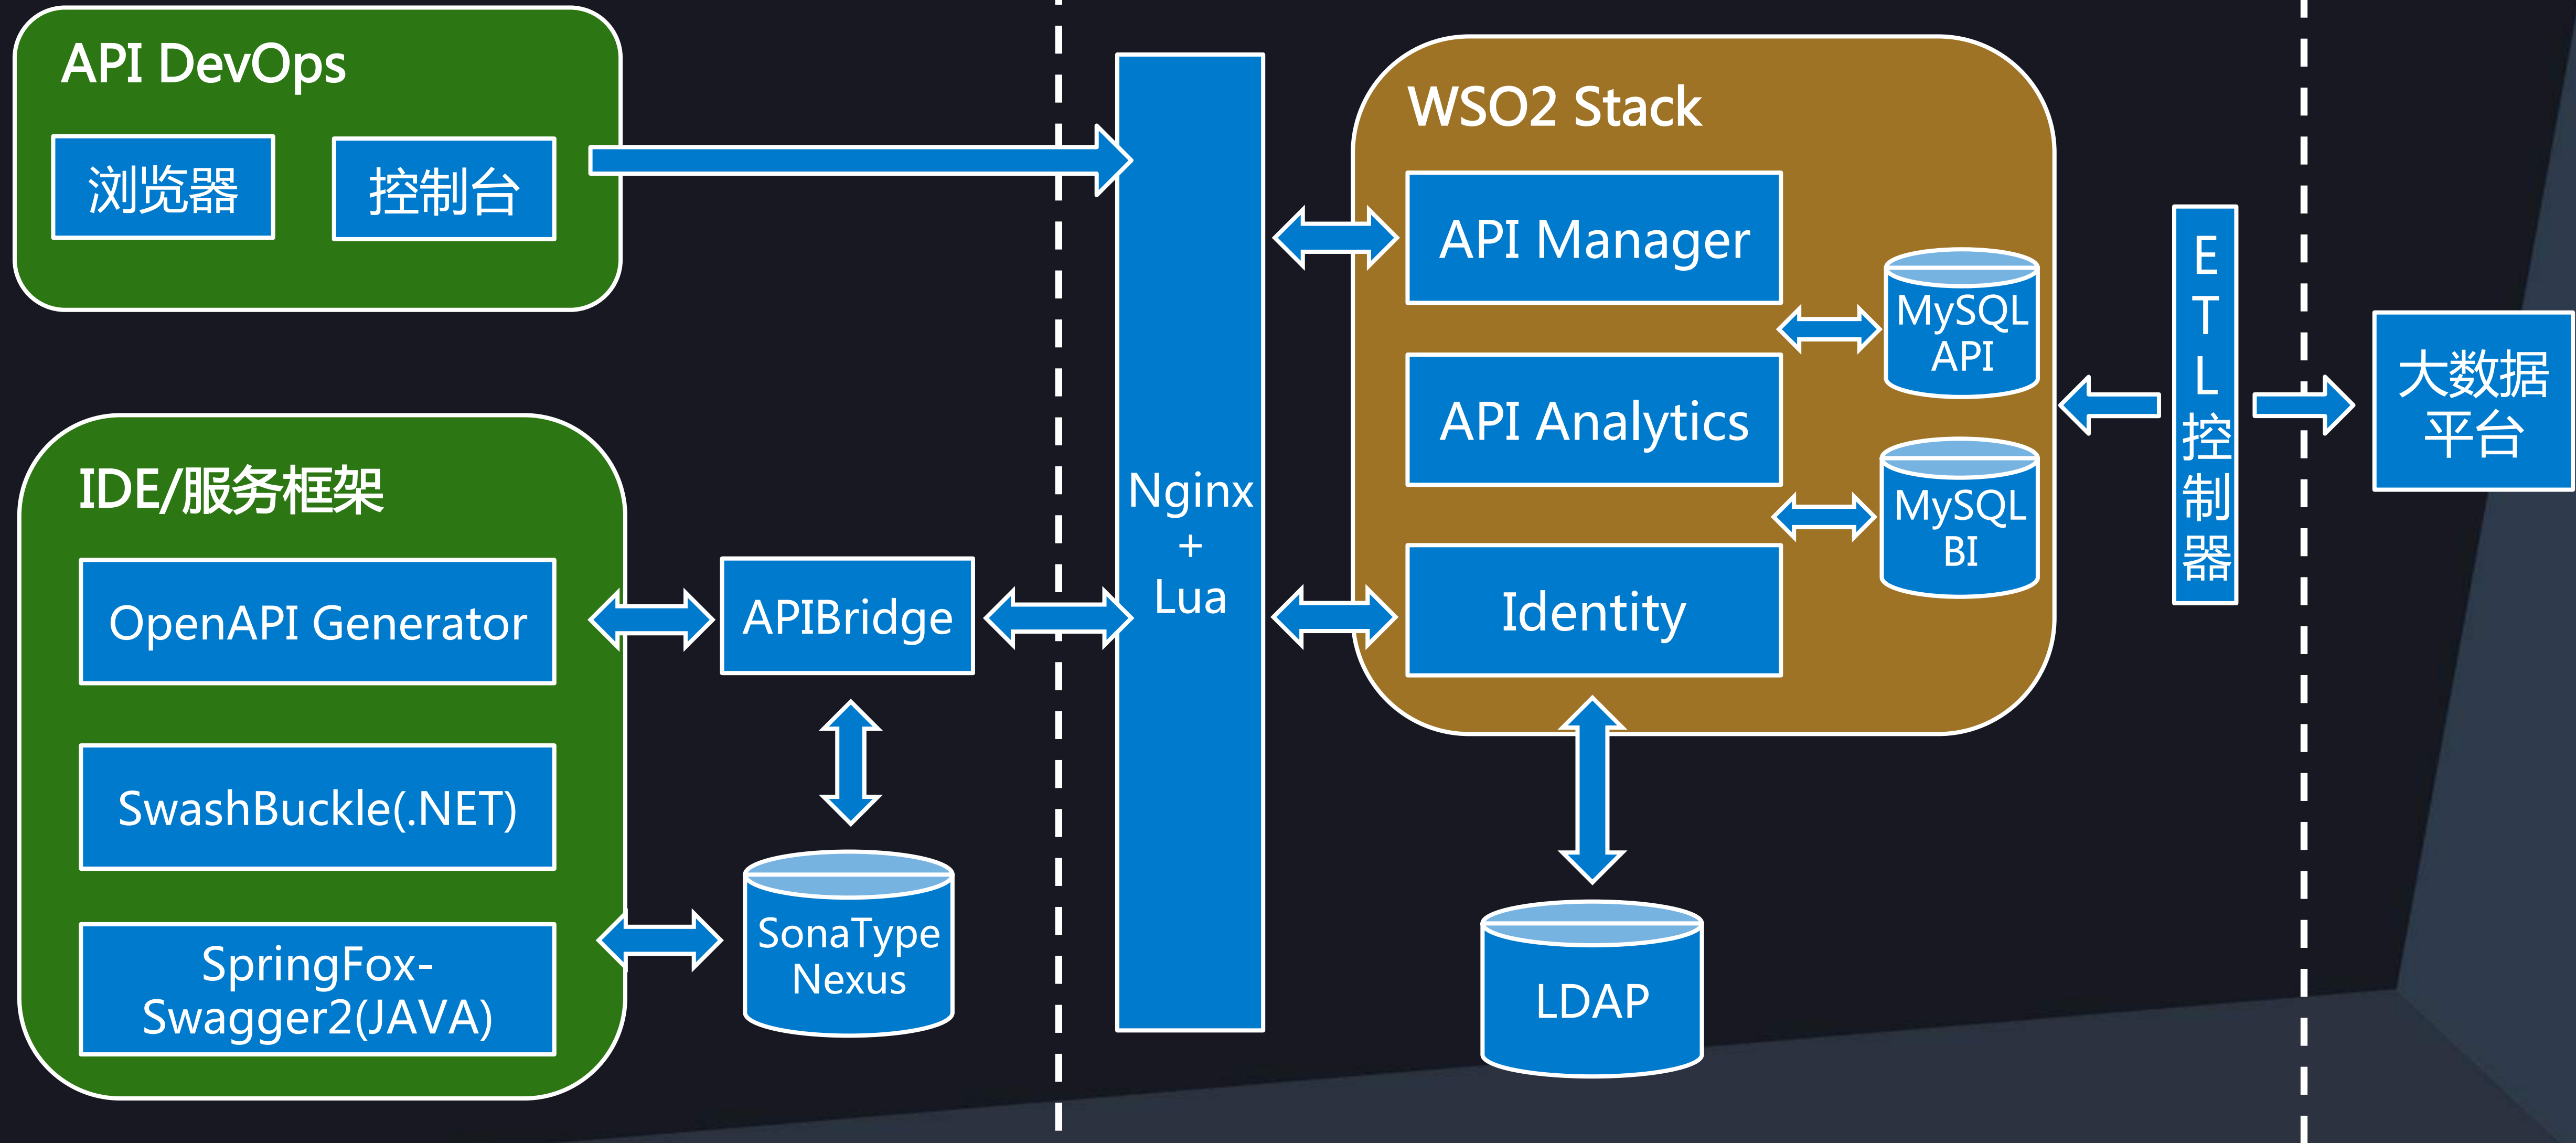 API DevOps
浏览器
控制台
IDE/服务框架
OpenAPI Generator
SwashBuckle(.NET)
SpringFox-
Swagger2(JAVA)
APIBridge
SonaType
Nexus
Nginx
+
Lua
WSO2 Stack
API Manager
API Analytics
Identity
MySQL
API
MySQL
BI
LDAP
E
T
L
控
制
器
大数据
平台